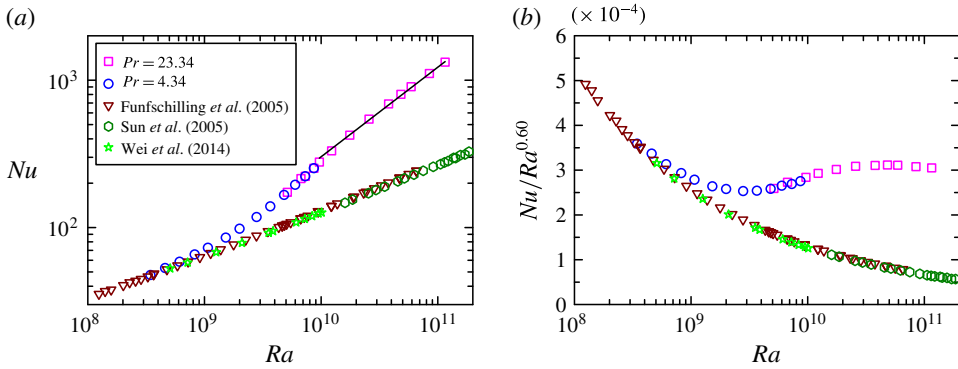 (a)
10³
Pr = 23.34
Pr = 4.34
Funfschilling et al. (2005)
Sun et al. (2005)
Wei et al. (2014)
Nu
10²
10⁸ 10⁹ 10¹⁰ 10¹¹
Ra
(b)
(× 10⁻⁴)
6
5
4
3
2
1
0
Nu/Ra⁰·⁶⁰
10⁸ 10⁹ 10¹⁰ 10¹¹
Ra